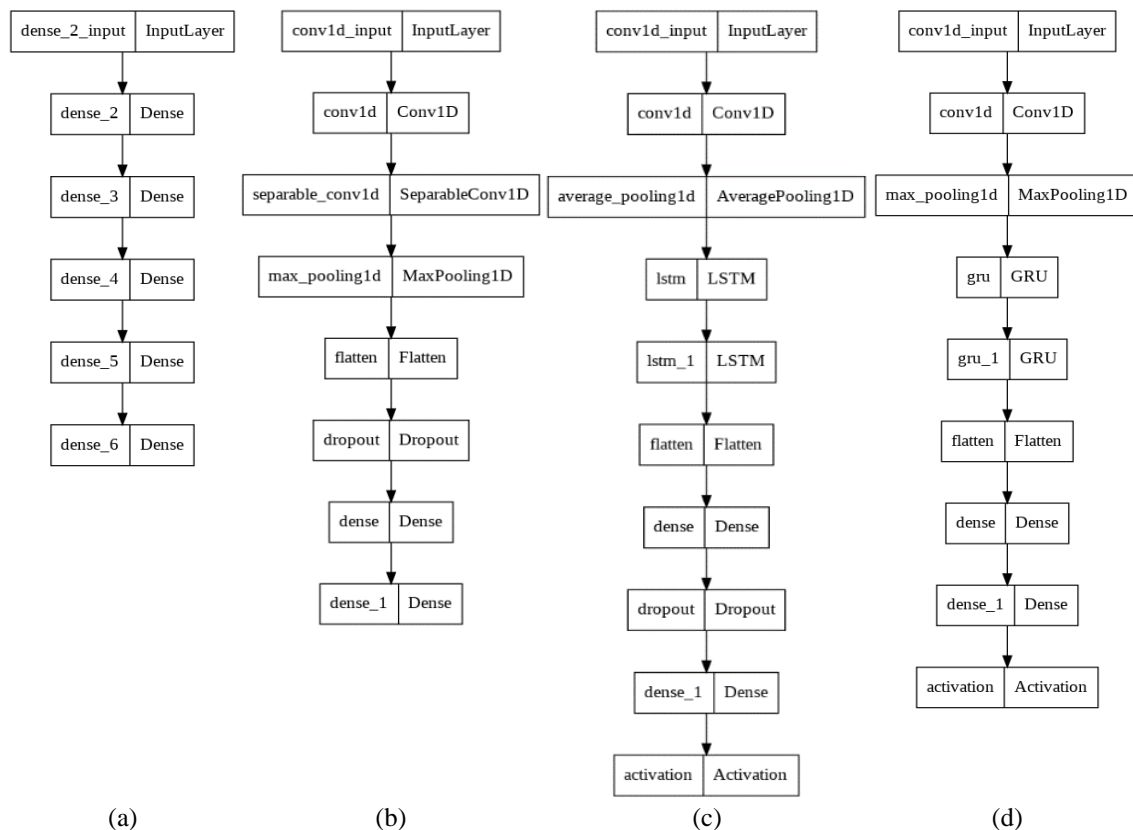 dense_2_input InputLayer
dense_2 Dense
dense_3 Dense
dense_4 Dense
dense_5 Dense
dense_6 Dense
(a)
conv1d_input InputLayer
conv1d Conv1D
separable_conv1d SeparableConv1D
max_pooling1d MaxPooling1D
flatten Flatten
dropout Dropout
dense Dense
dense_1 Dense
(b)
conv1d_input InputLayer
conv1d Conv1D
average_pooling1d AveragePooling1D
lstm LSTM
lstm_1 LSTM
flatten Flatten
dense Dense
dropout Dropout
dense_1 Dense
activation Activation
(c)
conv1d_input InputLayer
conv1d Conv1D
max_pooling1d MaxPooling1D
gru GRU
gru_1 GRU
flatten Flatten
dense Dense
dense_1 Dense
activation Activation
(d)